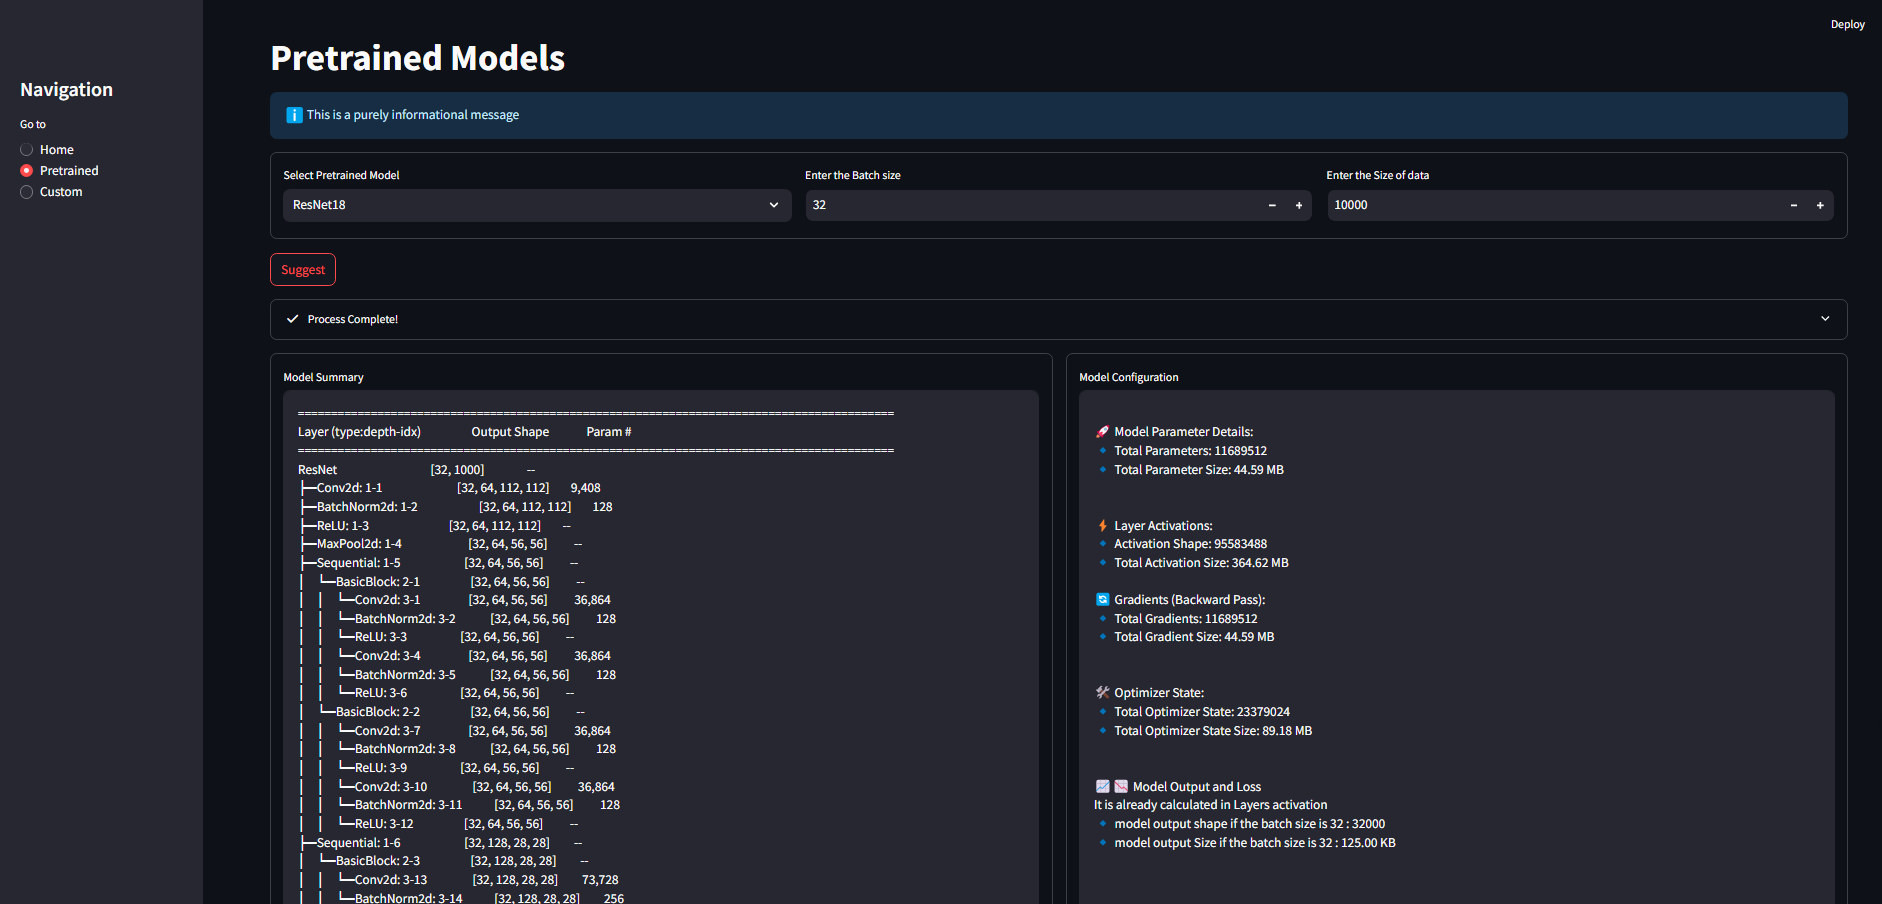 Deploy
Navigation
Go to
Home
Pretrained
Custom
Pretrained Models
This is a purely informational message
Select Pretrained Model
ResNet18
Enter the Batch size
32
Enter the Size of data
10000
Suggest
Process Complete!
Model Summary
==========================================================================================
Layer (type:depth-idx) Output Shape Param #
==========================================================================================
ResNet [32, 1000] --
├─Conv2d: 1-1 [32, 64, 112, 112] 9,408
├─BatchNorm2d: 1-2 [32, 64, 112, 112] 128
├─ReLU: 1-3 [32, 64, 112, 112] --
├─MaxPool2d: 1-4 [32, 64, 56, 56] --
├─Sequential: 1-5 [32, 64, 56, 56] --
│ └─BasicBlock: 2-1 [32, 64, 56, 56] --
│ │ └─Conv2d: 3-1 [32, 64, 56, 56] 36,864
│ │ └─BatchNorm2d: 3-2 [32, 64, 56, 56] 128
│ │ └─ReLU: 3-3 [32, 64, 56, 56] --
│ │ └─Conv2d: 3-4 [32, 64, 56, 56] 36,864
│ │ └─BatchNorm2d: 3-5 [32, 64, 56, 56] 128
│ │ └─ReLU: 3-6 [32, 64, 56, 56] --
│ └─BasicBlock: 2-2 [32, 64, 56, 56] --
│ │ └─Conv2d: 3-7 [32, 64, 56, 56] 36,864
│ │ └─BatchNorm2d: 3-8 [32, 64, 56, 56] 128
│ │ └─ReLU: 3-9 [32, 64, 56, 56] --
│ │ └─Conv2d: 3-10 [32, 64, 56, 56] 36,864
│ │ └─BatchNorm2d: 3-11 [32, 64, 56, 56] 128
│ │ └─ReLU: 3-12 [32, 64, 56, 56] --
├─Sequential: 1-6 [32, 128, 28, 28] --
│ └─BasicBlock: 2-3 [32, 128, 28, 28] --
│ │ └─Conv2d: 3-13 [32, 128, 28, 28] 73,728
│ │ └─BatchNorm2d: 3-14 [32, 128, 28, 28] 256
Model Configuration
🚀 Model Parameter Details:
🔹 Total Parameters: 11689512
🔹 Total Parameter Size: 44.59 MB
⚡ Layer Activations:
🔹 Activation Shape: 95583488
🔹 Total Activation Size: 364.62 MB
🔄 Gradients (Backward Pass):
🔹 Total Gradients: 11689512
🔹 Total Gradient Size: 44.59 MB
🛠 Optimizer State:
🔹 Total Optimizer State: 23379024
🔹 Total Optimizer State Size: 89.18 MB
📈 📉 Model Output and Loss
It is already calculated in Layers activation
🔹 model output shape if the batch size is 32 : 32000
🔹 model output Size if the batch size is 32 : 125.00 KB